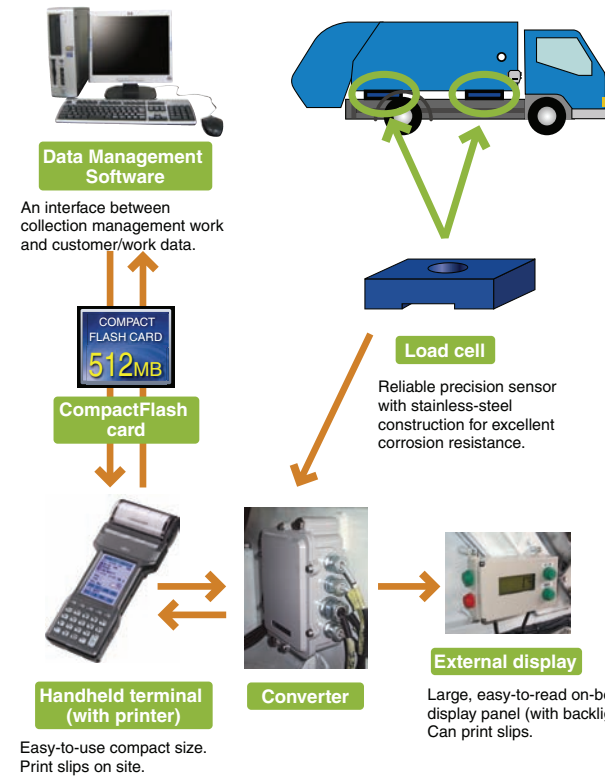 Data Management
Software
An interface between
collection management work
and customer/work data.
COMPACT
FLASH CARD
512MB
CompactFlash
card
Load cell
Reliable precision sensor
with stainless-steel
construction for excellent
corrosion resistance.
Handheld terminal
(with printer)
Easy-to-use compact size.
Print slips on site.
Converter
External display
Large, easy-to-read
display panel (with
Can print slips.